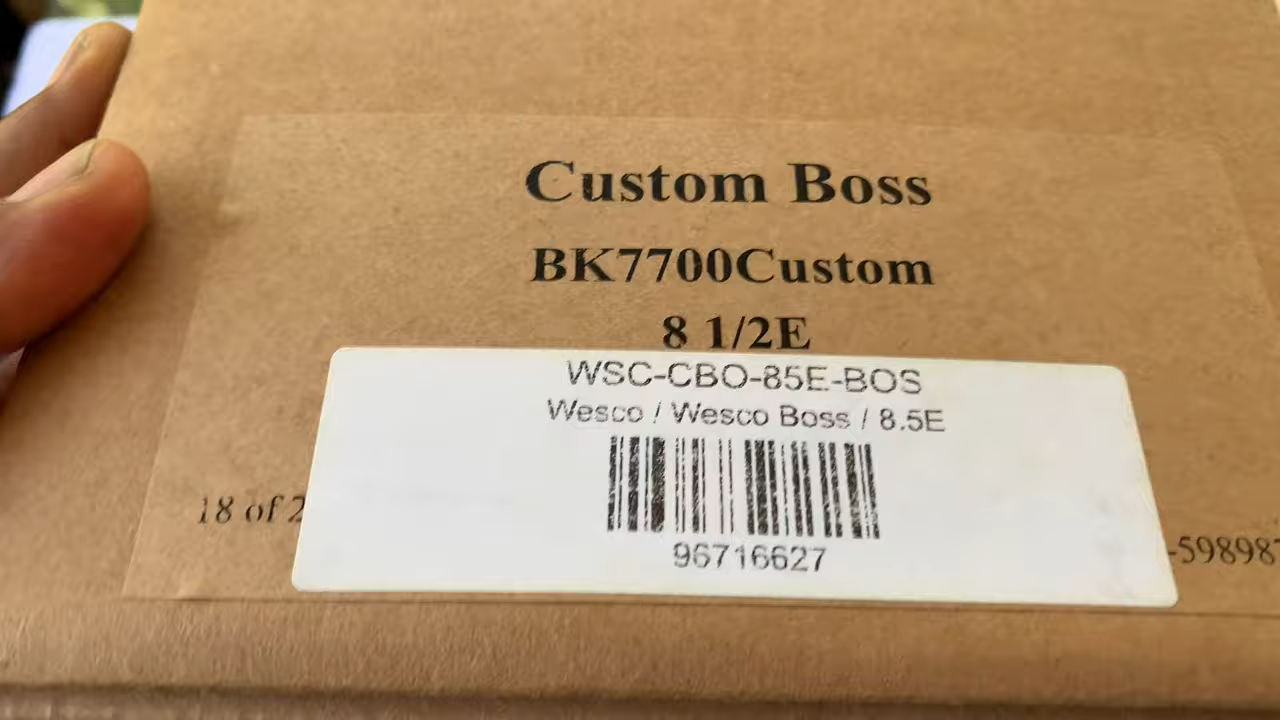 Custom Boss
BK7700Custom
8 1/2E
WSC-CBO-85E-BOS
Wesco / Wesco Boss / 8.5E
96716627
18 of 2
-598987